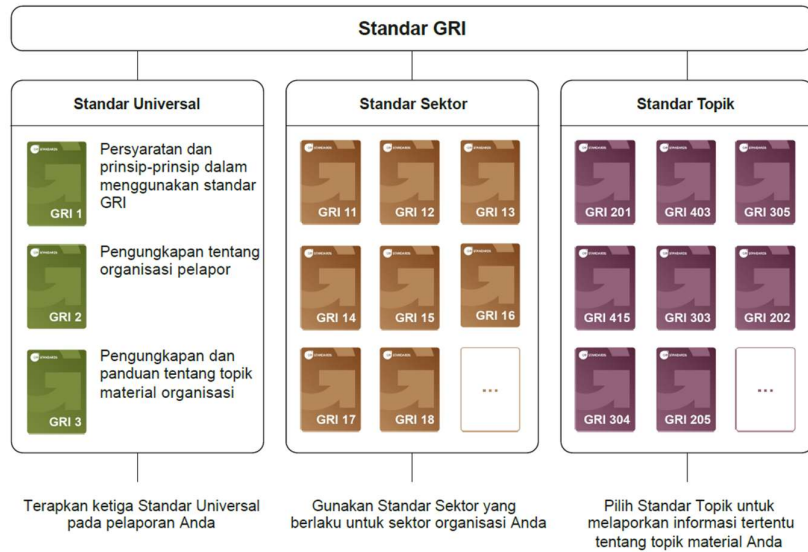 Standar GRI
Standar Universal
GRI 1
Persyaratan dan
prinsip-prinsip dalam
menggunakan standar
GRI
GRI 2
Pengungkapan tentang
organisasi pelapor
GRI 3
Pengungkapan dan
panduan tentang topik
material organisasi
Terapkan ketiga Standar Universal
pada pelaporan Anda
Standar Sektor
GRI 11
GRI 12
GRI 13
GRI 14
GRI 15
GRI 16
GRI 17
GRI 18
...
Gunakan Standar Sektor yang
berlaku untuk sektor organisasi Anda
Standar Topik
GRI 201
GRI 403
GRI 305
GRI 415
GRI 303
GRI 202
GRI 304
GRI 205
...
Pilih Standar Topik untuk
melaporkan informasi tertentu
tentang topik material Anda